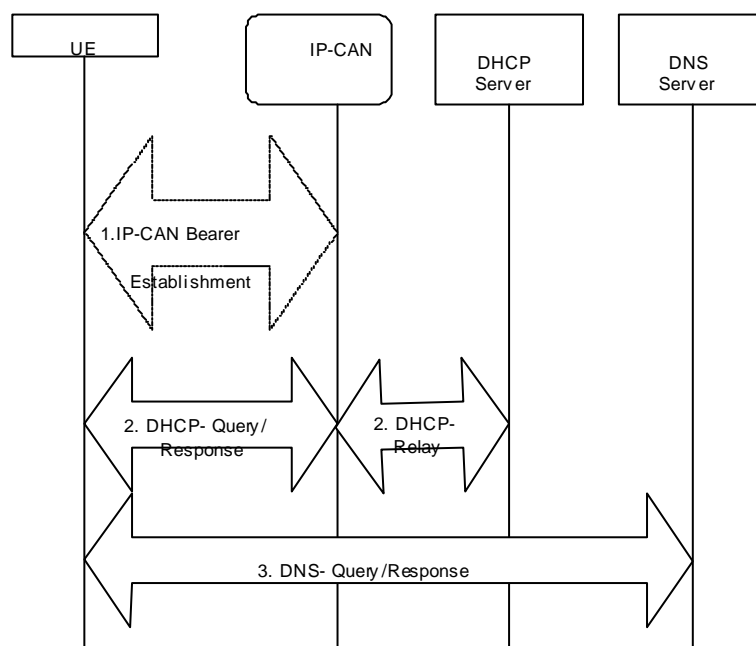 UE
IP-CAN
DHCP
Server
DNS
Server
1.IP-CAN Bearer
Establishment
2. DHCP- Query/
Response
2. DHCP-
Relay
3. DNS- Query/Response